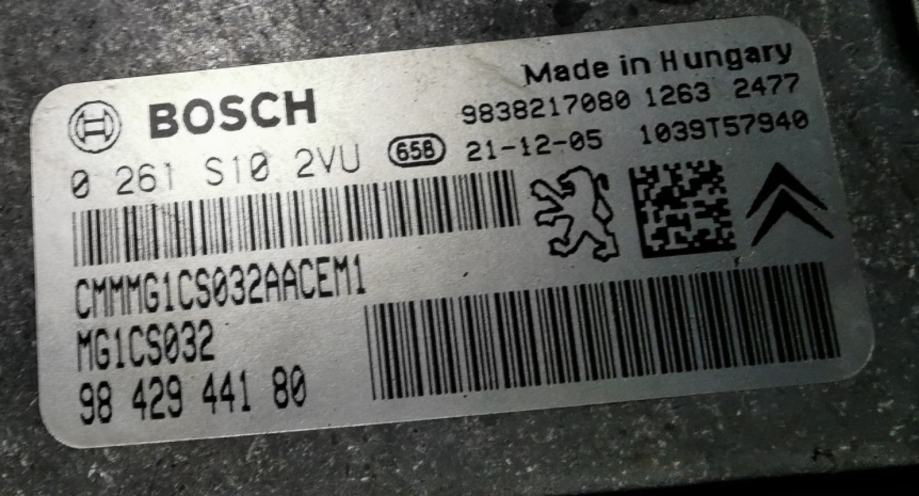 Made in Hungary
BOSCH
9838217080 1263 2477
0 261 S10 2VU 658 21-12-05 1039T57940
CMMMG1CS032AACEM1
MG1CS032
98 429 441 80